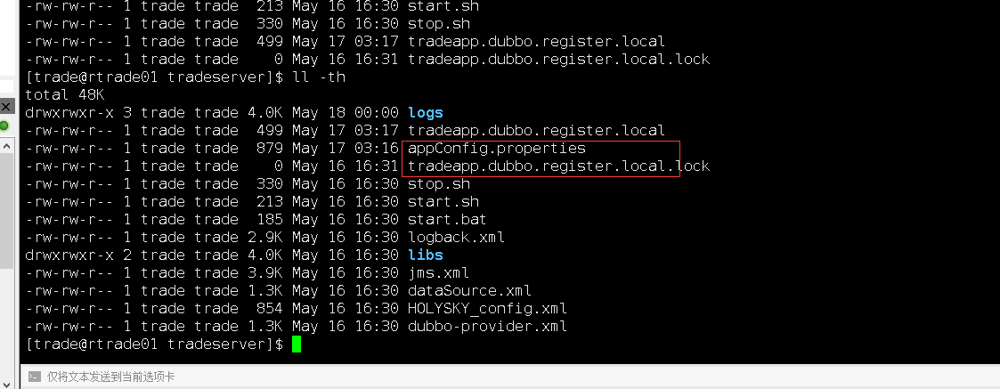 -rw-rw-r-- 1 trade trade  213 May 16 16:30 start.sh
-rw-rw-r-- 1 trade trade  330 May 16 16:30 stop.sh
-rw-rw-r-- 1 trade trade  499 May 17 03:17 tradeapp.dubbo.register.local
-rw-rw-r-- 1 trade trade    0 May 16 16:31 tradeapp.dubbo.register.local.lock
[trade@rtrade01 tradeserver]$ ll -th
total 48K
drwxrwxr-x 3 trade trade 4.0K May 18 00:00 logs
-rw-rw-r-- 1 trade trade  499 May 17 03:17 tradeapp.dubbo.register.local
-rw-rw-r-- 1 trade trade  879 May 17 03:16 appConfig.properties
-rw-rw-r-- 1 trade trade    0 May 16 16:31 tradeapp.dubbo.register.local.lock
-rw-rw-r-- 1 trade trade  330 May 16 16:30 stop.sh
-rw-rw-r-- 1 trade trade  213 May 16 16:30 start.sh
-rw-rw-r-- 1 trade trade  185 May 16 16:30 start.bat
-rw-rw-r-- 1 trade trade 2.9K May 16 16:30 logback.xml
drwxrwxr-x 2 trade trade 4.0K May 16 16:30 libs
-rw-rw-r-- 1 trade trade 3.9K May 16 16:30 jms.xml
-rw-rw-r-- 1 trade trade 1.3K May 16 16:30 dataSource.xml
-rw-rw-r-- 1 trade trade  854 May 16 16:30 HOLYSKY_config.xml
-rw-rw-r-- 1 trade trade 1.3K May 16 16:30 dubbo-provider.xml
[trade@rtrade01 tradeserver]$
仅将文本发送到当前选项卡